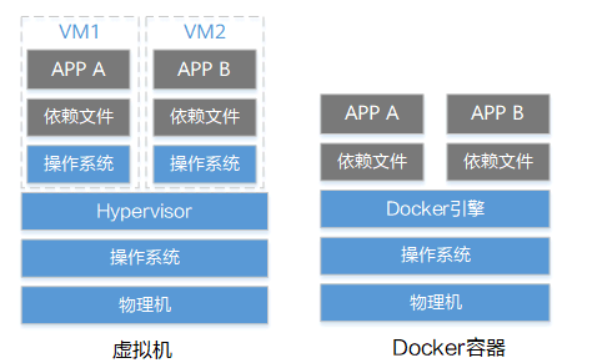 VM1
VM2
APP A
APP B
依赖文件
依赖文件
操作系统
操作系统
Hypervisor
操作系统
物理机
虚拟机
APP A
APP B
依赖文件
依赖文件
Docker引擎
操作系统
物理机
Docker容器